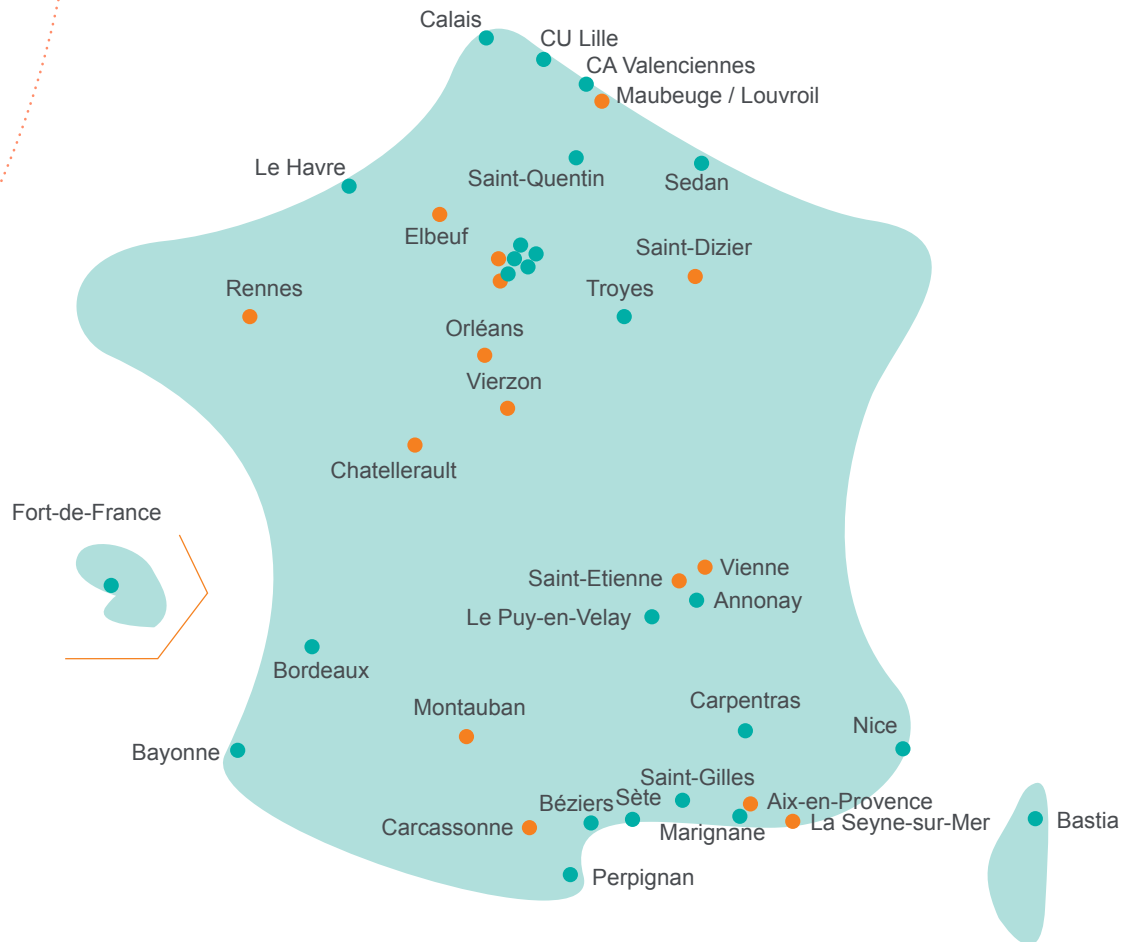 Calais
CU Lille
CA Valenciennes
Maubeuge / Louvroil
Le Havre
Saint-Quentin
Sedan
Elbeuf
Saint-Dizier
Rennes
Troyes
Orléans
Vierzon
Chatellerault
Fort-de-France
Vienne
Saint-Etienne
Annonay
Le Puy-en-Velay
Bordeaux
Carpentras
Montauban
Nice
Bayonne
Saint-Gilles
Béziers
Sète
Aix-en-Provence
Carcassonne
Marignane
La Seyne-sur-Mer
Bastia
Perpignan